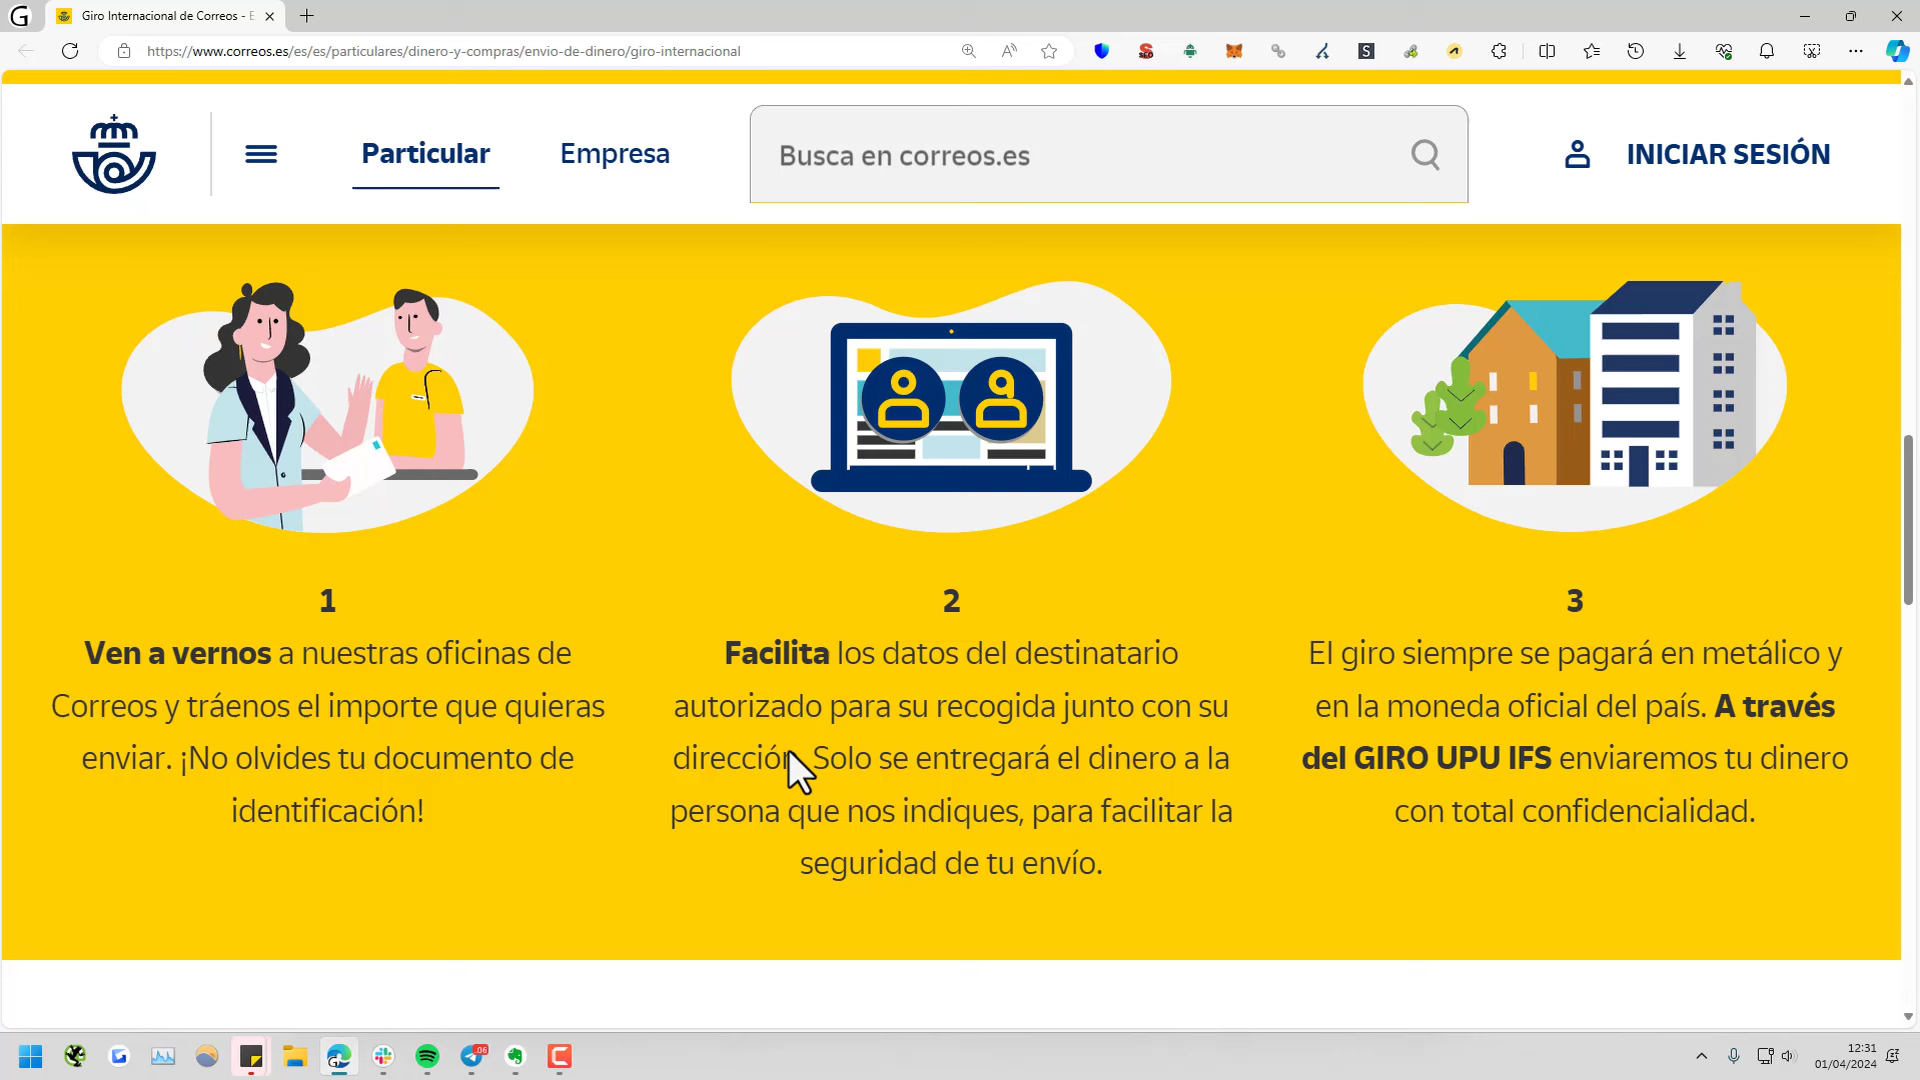 Giro Internacional de Correos - E
https://www.correos.es/es/es/particulares/dinero-y-compras/envio-de-dinero/giro-internacional
Particular
Empresa
Busca en correos.es
INICIAR SESIÓN
1
Ven a vernos a nuestras oficinas de
Correos y tráenos el importe que quieras
enviar. ¡No olvides tu documento de
identificación!
2
Facilita los datos del destinatario
autorizado para su recogida junto con su
dirección. Solo se entregará el dinero a la
persona que nos indiques, para facilitar la
seguridad de tu envío.
3
El giro siempre se pagará en metálico y
en la moneda oficial del país. A través
del GIRO UPU IFS enviaremos tu dinero
con total confidencialidad.
12:31
01/04/2024